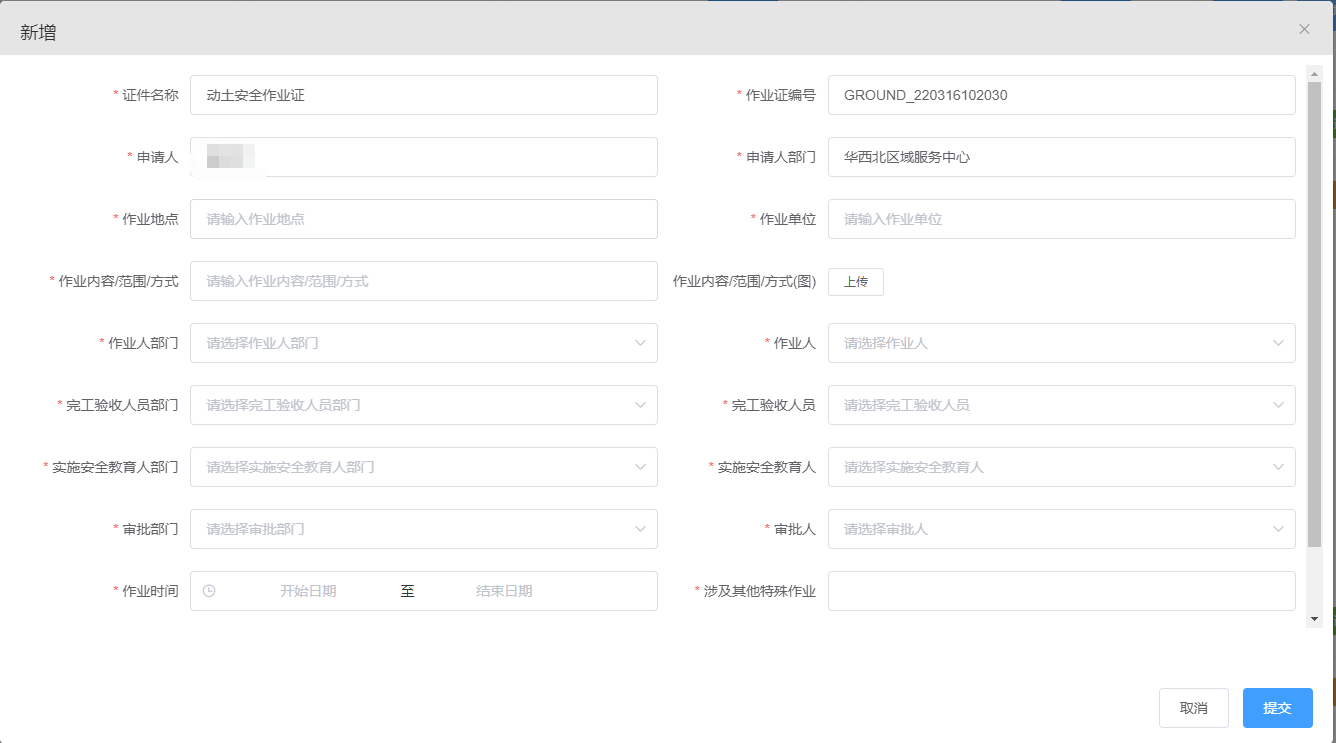 新增
* 证件名称 动土安全作业证 * 作业证编号 GROUND_220316102030
* 申请人 * 申请人部门 华西北区域服务中心
* 作业地点 请输入作业地点 * 作业单位 请输入作业单位
* 作业内容/范围/方式 请输入作业内容/范围/方式 作业内容/范围/方式(图) 上传
* 作业人部门 请选择作业人部门 * 作业人 请选择作业人
* 完工验收人员部门 请选择完工验收人员部门 * 完工验收人员 请选择完工验收人员
* 实施安全教育人部门 请选择实施安全教育人部门 * 实施安全教育人 请选择实施安全教育人
* 审批部门 请选择审批部门 * 审批人 请选择审批人
* 作业时间 开始日期 至 结束日期 * 涉及其他特殊作业
取消 提交